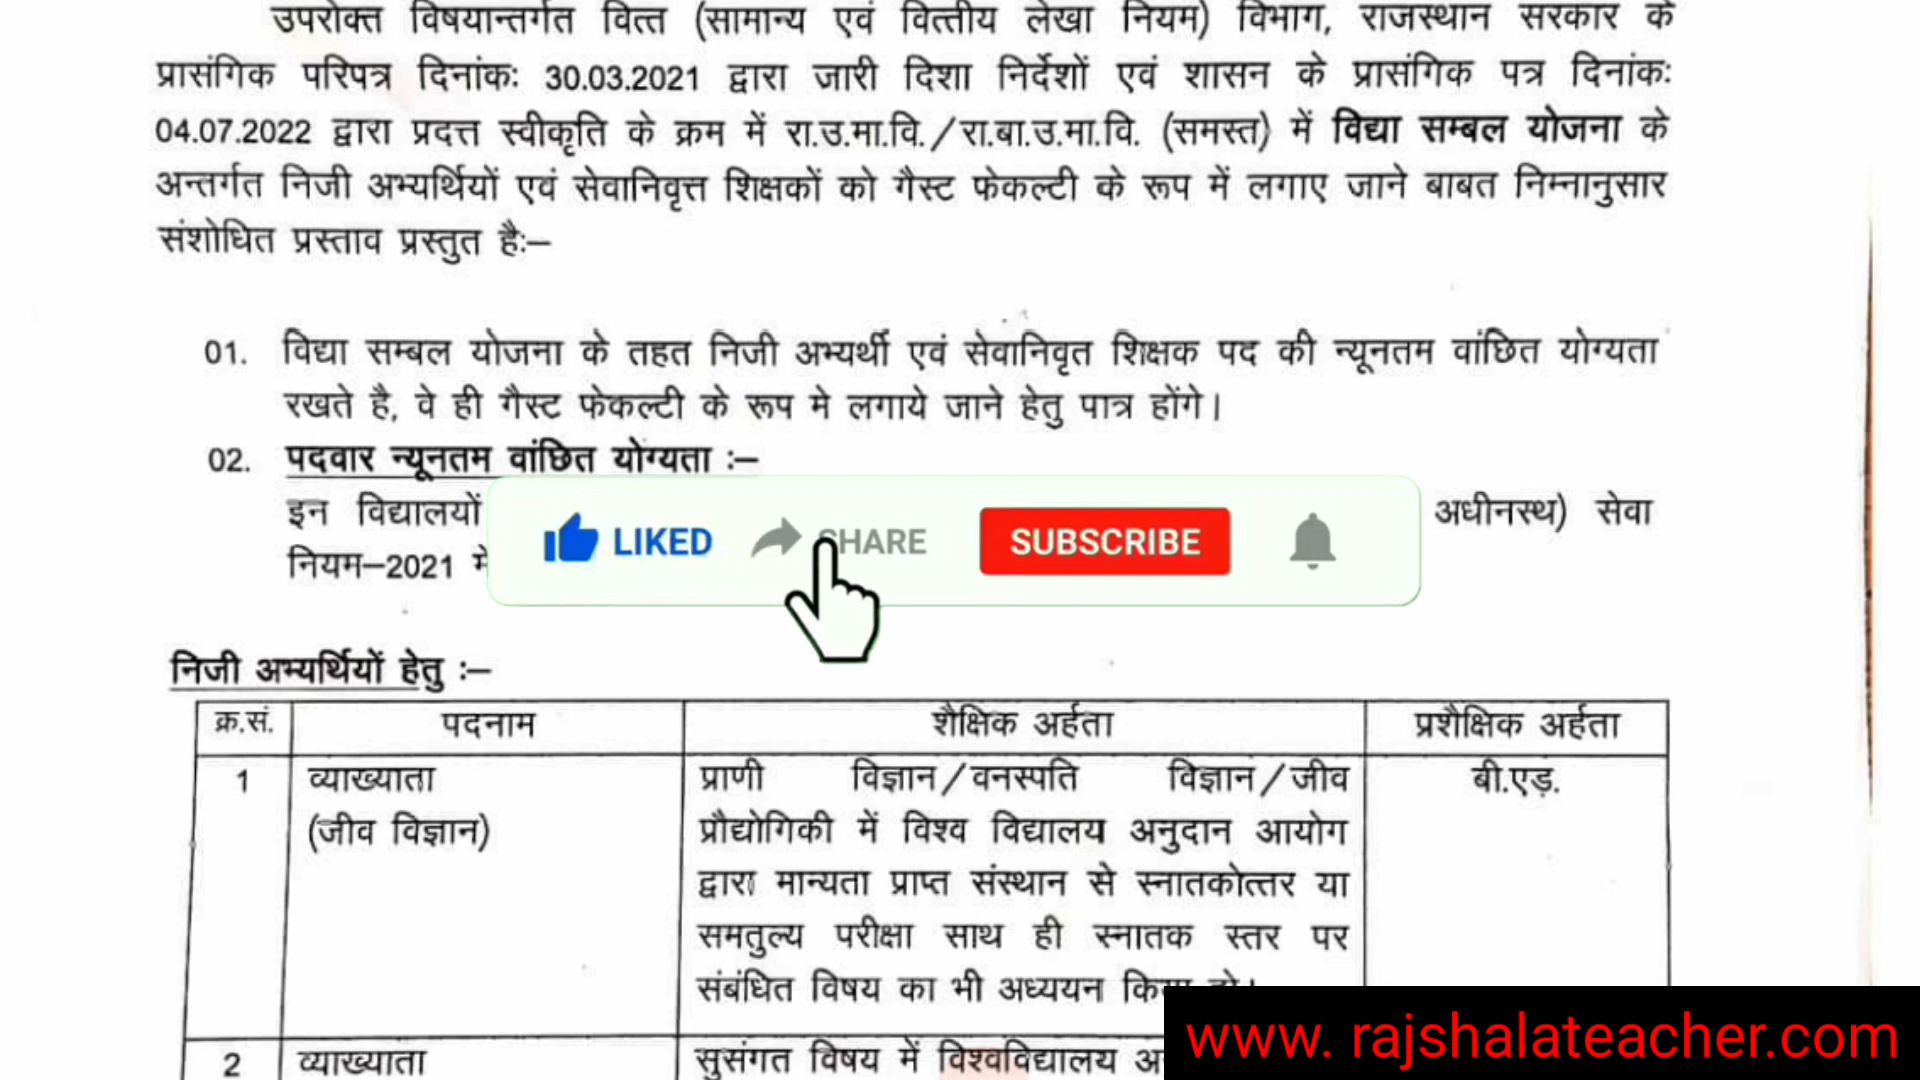 उपरोक्त विषयान्तर्गत वित्त (सामान्य एवं वित्तीय लेखा नियम) विभाग, राजस्थान सरकार के
प्रासंगिक परिपत्र दिनांकः 30.03.2021 द्वारा जारी दिशा निर्देशों एवं शासन के प्रासंगिक पत्र दिनांकः
04.07.2022 द्वारा प्रदत्त स्वीकृति के क्रम में रा.उ.मा.वि./रा.बा.उ.मा.वि. (समस्त) में विद्या सम्बल योजना के
अन्तर्गत निजी अभ्यर्थियों एवं सेवानिवृत्त शिक्षकों को गैस्ट फेकल्टी के रूप में लगाए जाने बाबत निम्नानुसार
संशोधित प्रस्ताव प्रस्तुत हैः–
01. विद्या सम्बल योजना के तहत निजी अभ्यर्थी एवं सेवानिवृत शिक्षक पद की न्यूनतम वांछित योग्यता
रखते है, वे ही गैस्ट फेकल्टी के रूप मे लगाये जाने हेतु पात्र होंगे।
02. पदवार न्यूनतम वांछित योग्यता :–
इन विद्यालयों अधीनस्थ) सेवा
नियम–2021
LIKED SHARE SUBSCRIBE
निजी अभ्यर्थियों हेतु :–
क्र.सं. पदनाम शैक्षिक अर्हता प्रशैक्षिक अर्हता
1 व्याख्याता प्राणी विज्ञान/वनस्पति विज्ञान/जीव बी.एड़.
(जीव विज्ञान) प्रौद्योगिकी में विश्व विद्यालय अनुदान आयोग
द्वारा मान्यता प्राप्त संस्थान से स्नातकोत्तर या
समतुल्य परीक्षा साथ ही स्नातक स्तर पर
संबंधित विषय का भी अध्ययन
2 व्याख्याता सुसंगत विषय में विश्वविद्यालय
www. rajshalateacher.com